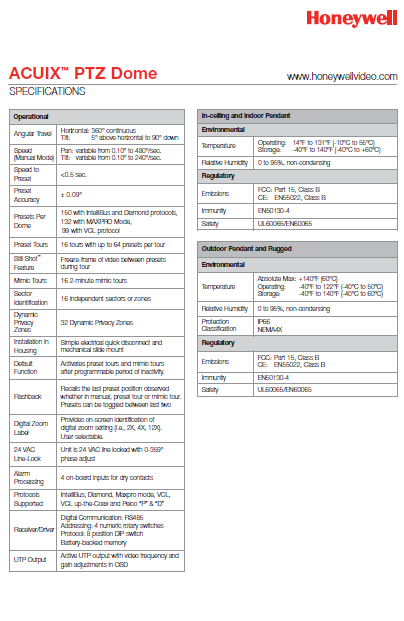 Honeywell
ACUIX™ PTZ Dome
www.honeywellvideo.com
SPECIFICATIONS
Operational
Angular Travel Horizontal: 360° continuous
Tilt: 5° above horizontal to 90° down
Speed (Manual Mode) Pan: variable from 0.10° to 480°/sec.
Tilt: variable from 0.10° to 240°/sec.
Speed to Preset <0.5 sec.
Preset Accuracy ± 0.09°
Presets Per Dome 150 with IntelliBus and Diamond protocols,
132 with MAXPRO Mode,
99 with VCL protocol
Preset Tours 16 tours with up to 64 presets per tour
Still Shot™ Feature Freeze-frame of video between presets
during tour
Mimic Tours 16 2-minute mimic tours
Sector Identification 16 independent sectors or zones
Dynamic Privacy Zones 32 Dynamic Privacy Zones
Installation in Housing Simple electrical quick disconnect and
mechanical slide mount
Default Function Activates preset tours and mimic tours
after programmable period of inactivity.
Flashback Recalls the last preset position observed
whether in manual, preset tour or mimic tour.
Presets can be toggled between last two
Digital Zoom Label Provides on-screen identification of
digital zoom setting (i.e., 2X, 4X, 12X).
User selectable.
24 VAC Line-Lock Unit is 24 VAC line locked with 0-359°
phase adjust
Alarm Processing 4 on-board inputs for dry contacts
Protocols Supported IntelliBus, Diamond, Maxpro mode, VCL,
VCL up-the-Coax and Pelco "P" & "D"
Receiver/Driver Digital Communication: RS485
Addressing: 4 numeric rotary switches
Protocol: 8 position DIP switch
Battery-backed memory
UTP Output Active UTP output with video frequency and
gain adjustments in OSD
In-ceiling and Indoor Pendant
Environmental
Temperature Operating: 14°F to 131°F (-10°C to 55°C)
Storage: -40°F to 140°F (-40°C to +60°C)
Relative Humidity 0 to 95%, non-condensing
Regulatory
Emissions FCC: Part 15, Class B
CE: EN55022, Class B
Immunity EN50130-4
Safety UL60065/EN60065
Outdoor Pendant and Rugged
Environmental
Temperature Absolute Max: +140°F (60°C)
Operating: -40°F to 122°F (-40°C to 50°C)
Storage: -40°F to 140°F (-40°C to 60°C)
Relative Humidity 0 to 95%, non-condensing
Protection Classification IP66
NEMA4X
Regulatory
Emissions FCC: Part 15, Class B
CE: EN55022, Class B
Immunity EN50130-4
Safety UL60065/EN60065